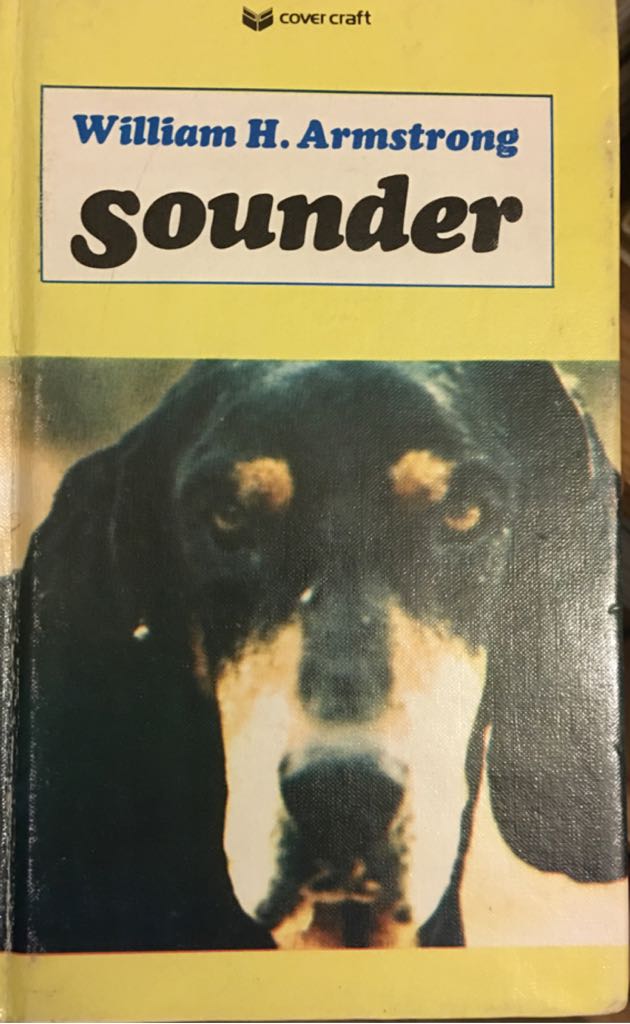 cover craft
William H. Armstrong
sounder